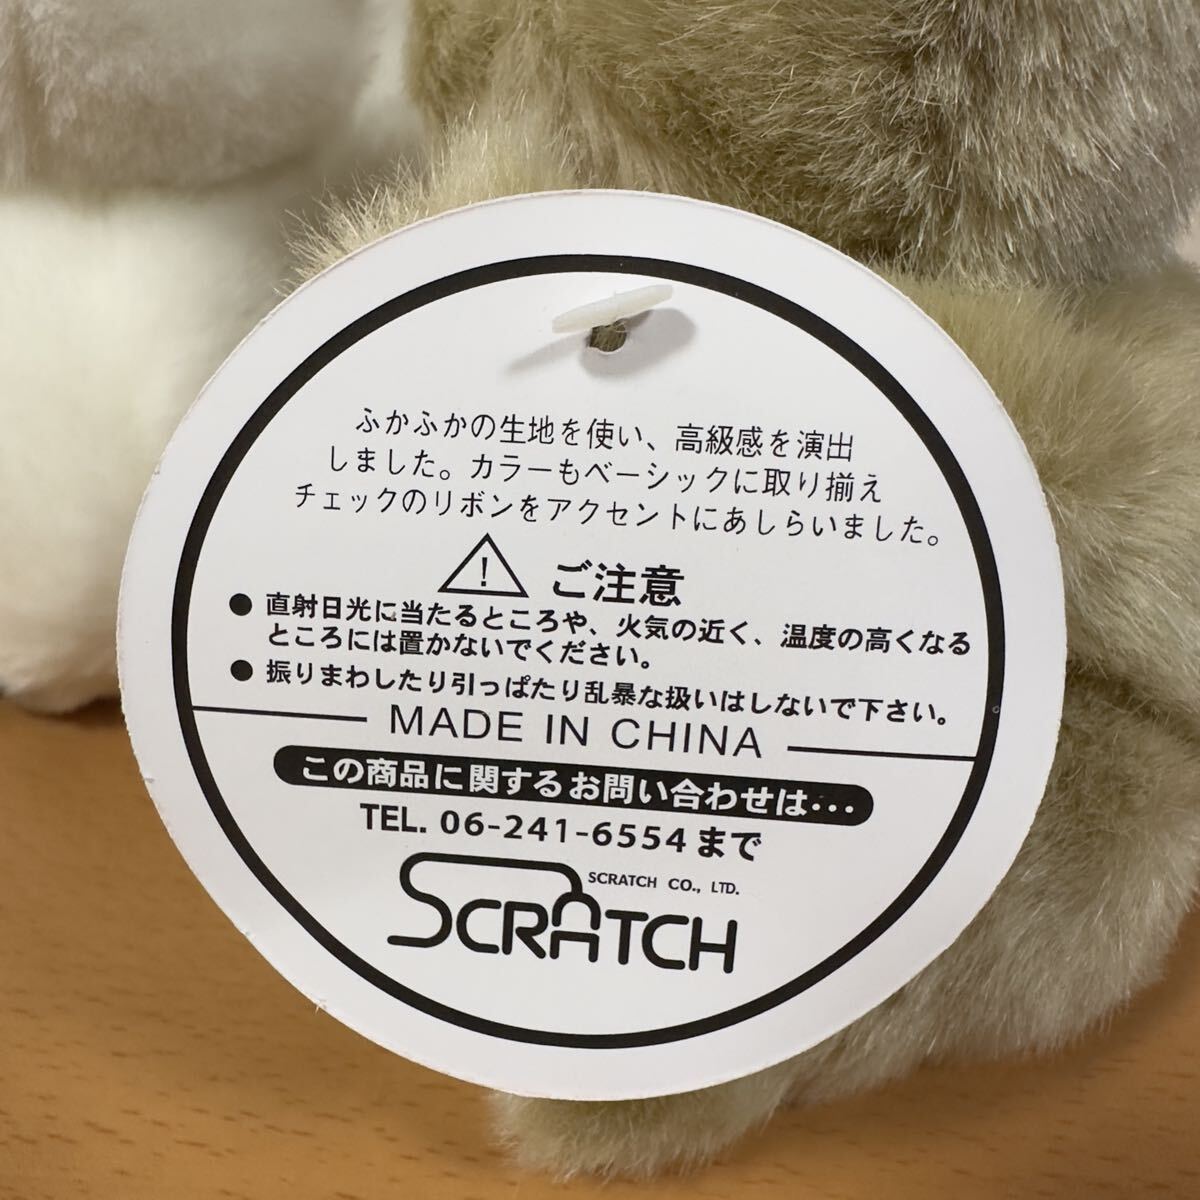 ふかふかの生地を使い、高級感を演出
しました。カラーもベーシックに取り揃え
チェックのリボンをアクセントにあしらいました。
! ご注意
● 直射日光に当たるところや、火気の近く、温度の高くなる
ところには置かないでください。
● 振りまわしたり引っぱたり乱暴な扱いはしないで下さい。
MADE IN CHINA
この商品に関するお問い合わせは…
TEL. 06-241-6554まで
SCRATCH CO., LTD.
SCRATCH